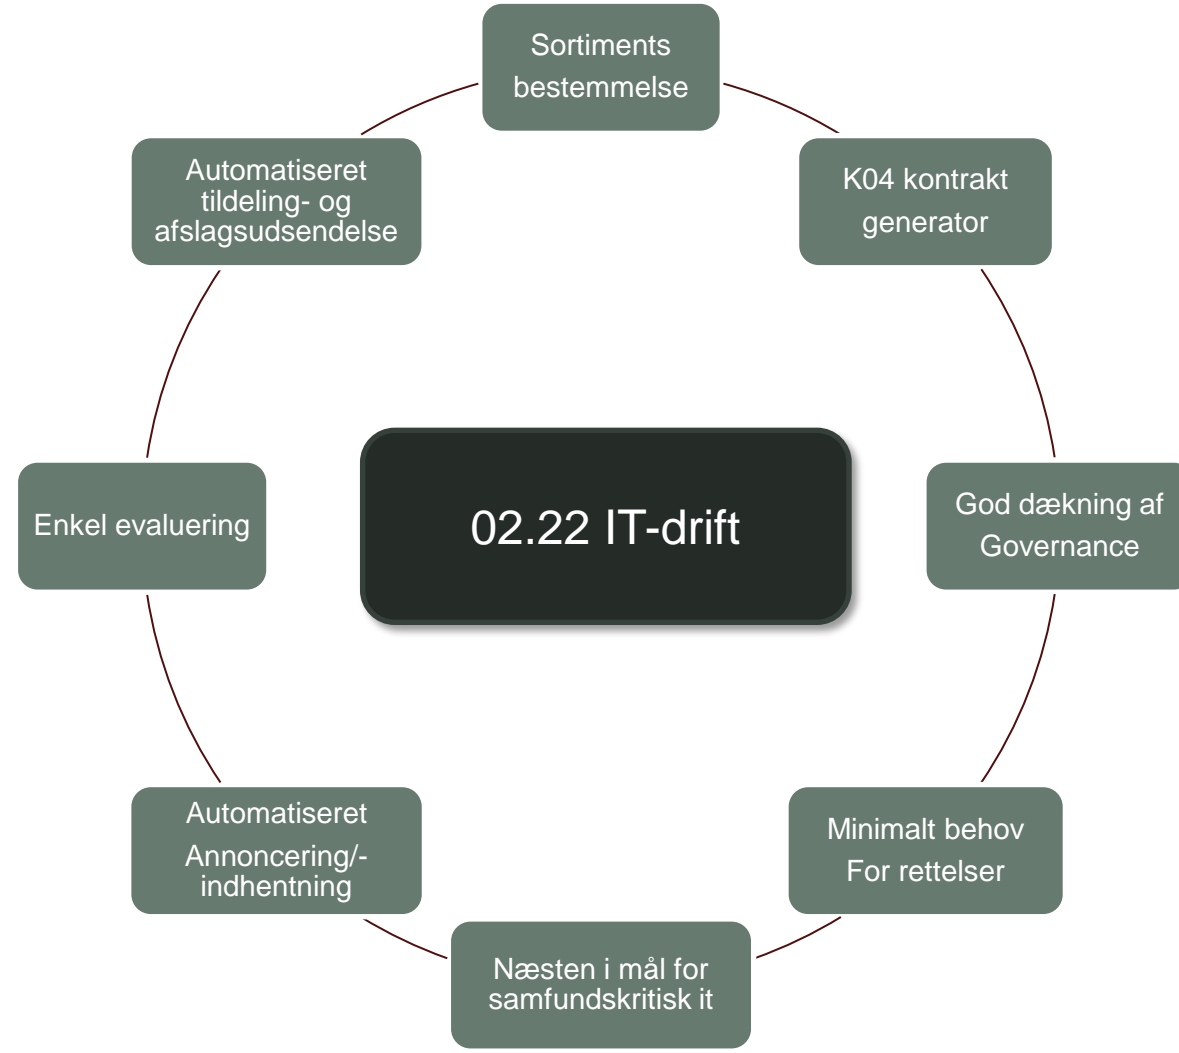 Sortiments
bestemmelse
Automatiseret
tildeling- og
afslagsudsendelse
K04 kontrakt
generator
Enkel evaluering
02.22 IT-drift
God dækning af
Governance
Automatiseret
Annoncering/-
indhentning
Minimalt behov
For rettelser
Næsten i mål for
samfundskritisk it